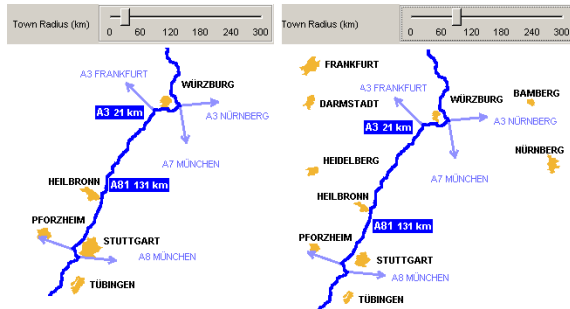 Town Radius (km)
0 60 120 180 240 300
WÜRZBURG
A3 FRANKFURT
A3 21 km
A3 NÜRNBERG
A7 MÜNCHEN
HEILBRONN
A81 131 km
PFORZHEIM
STUTTGART
A8 MÜNCHEN
TÜBINGEN
Town Radius (km)
0 60 120 180 240 300
FRANKFURT
A3 FRANKFURT
WÜRZBURG
BAMBERG
DARMSTADT
A3 21 km
A3 NÜRNBERG
NÜRNBERG
HEIDELBERG
A7 MÜNCHEN
HEILBRONN
A81 131 km
PFORZHEIM
STUTTGART
A8 MÜNCHEN
TÜBINGEN